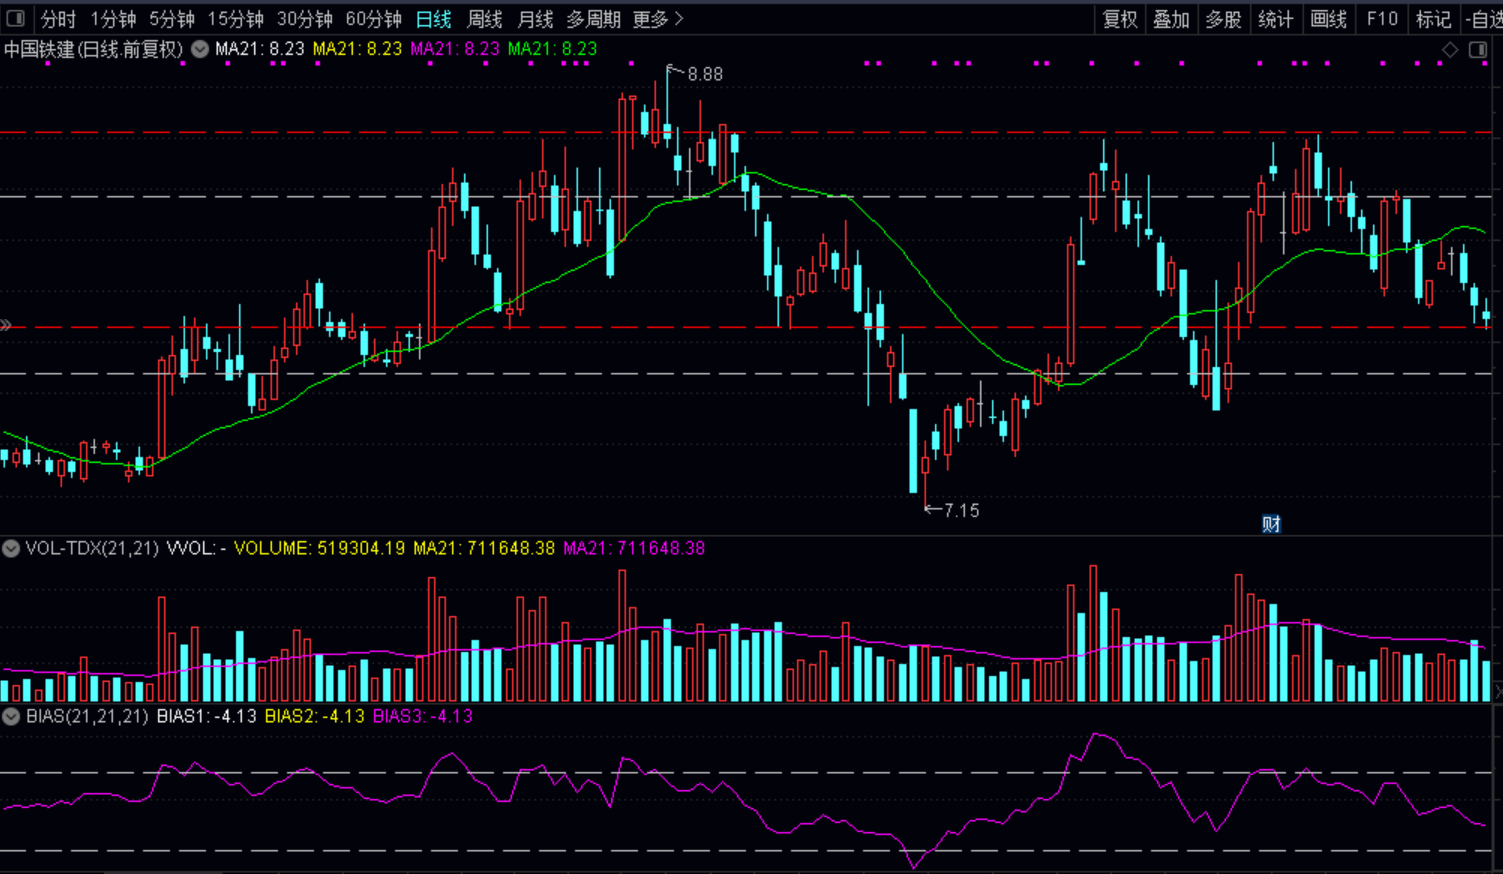 分时 1分钟 5分钟 15分钟 30分钟 60分钟 日线 周线 月线 多周期 更多 复权 叠加 多股 统计 画线 F10 标记 -自选
中国铁建(日线.前复权) MA21: 8.23 MA21: 8.23 MA21: 8.23 MA21: 8.23
8.88
7.15
财
VOL-TDX(21,21) VVOL: - VOLUME: 519304.19 MA21: 711648.38 MA21: 711648.38
BIAS(21,21,21) BIAS1: -4.13 BIAS2: -4.13 BIAS3: -4.13